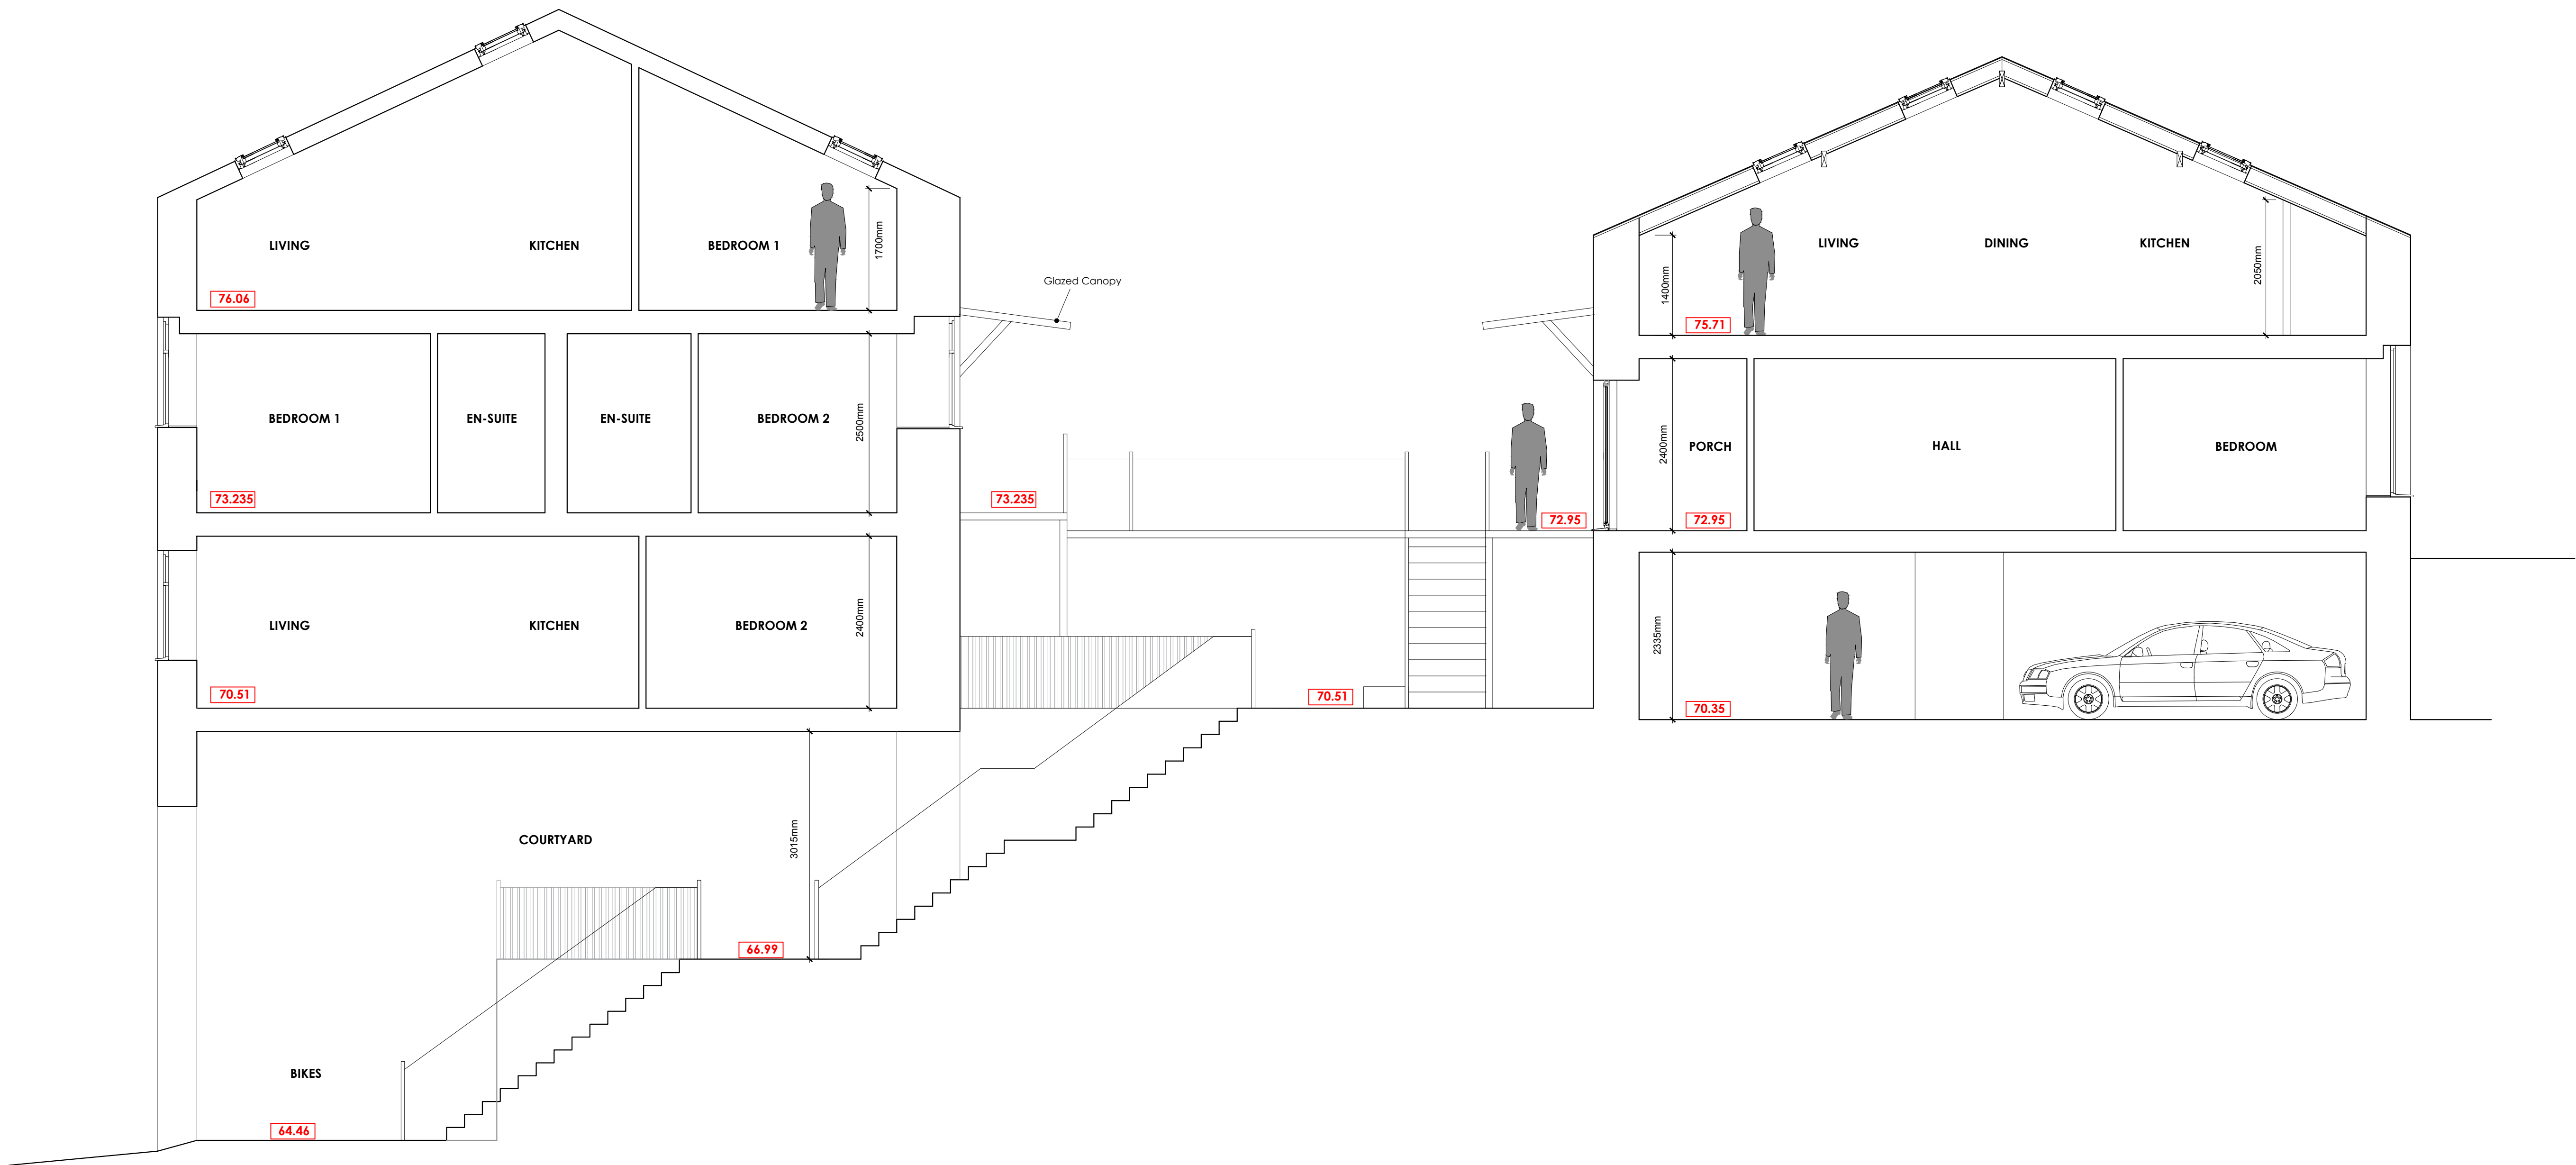 LIVING
KITCHEN
BEDROOM 1
1700mm
76.06
Glazed Canopy
BEDROOM 1
EN-SUITE
EN-SUITE
BEDROOM 2
2500mm
73.235
73.235
LIVING
KITCHEN
BEDROOM 2
2400mm
70.51
70.51
COURTYARD
3015mm
66.99
BIKES
64.46
LIVING
DINING
KITCHEN
1400mm
2050mm
75.71
2400mm
PORCH
HALL
BEDROOM
72.95
72.95
2335mm
70.35